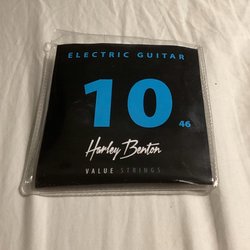 ELECTRIC GUITAR
10
46
Harley Benton
VALUE STRINGS